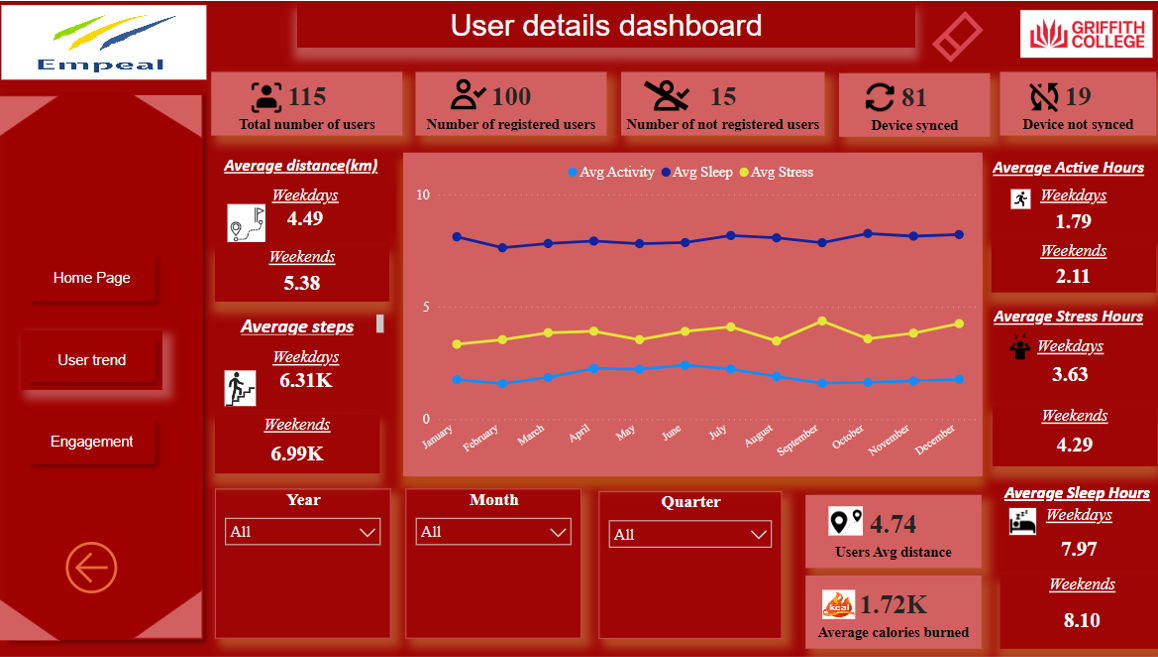 Empeal
User details dashboard
GRIFFITH
COLLEGE
115
Total number of users
100
Number of registered users
15
Number of not registered users
81
Device synced
19
Device not synced
Home Page
User trend
Engagement
Average distance(km)
Weekdays
4.49
Weekends
5.38
Average steps
Weekdays
6.31K
Weekends
6.99K
Avg Activity Avg Sleep Avg Stress
10
5
0
January February March April May June July August September October November December
Average Active Hours
Weekdays
1.79
Weekends
2.11
Average Stress Hours
Weekdays
3.63
Weekends
4.29
Average Sleep Hours
Weekdays
7.97
Weekends
8.10
Year
All
Month
All
Quarter
All
4.74
Users Avg distance
kcal
1.72K
Average calories burned